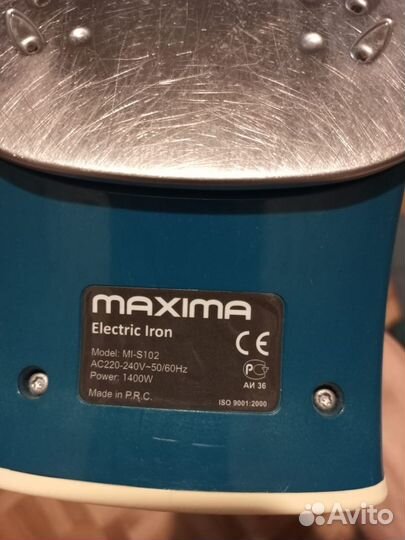 MAXIMA
Electric Iron
Model: MI-S102
AC220-240V~50/60Hz
Power: 1400W
Made in P.R.C.
CE
АИ 36
ISO 9001:2000
Avito